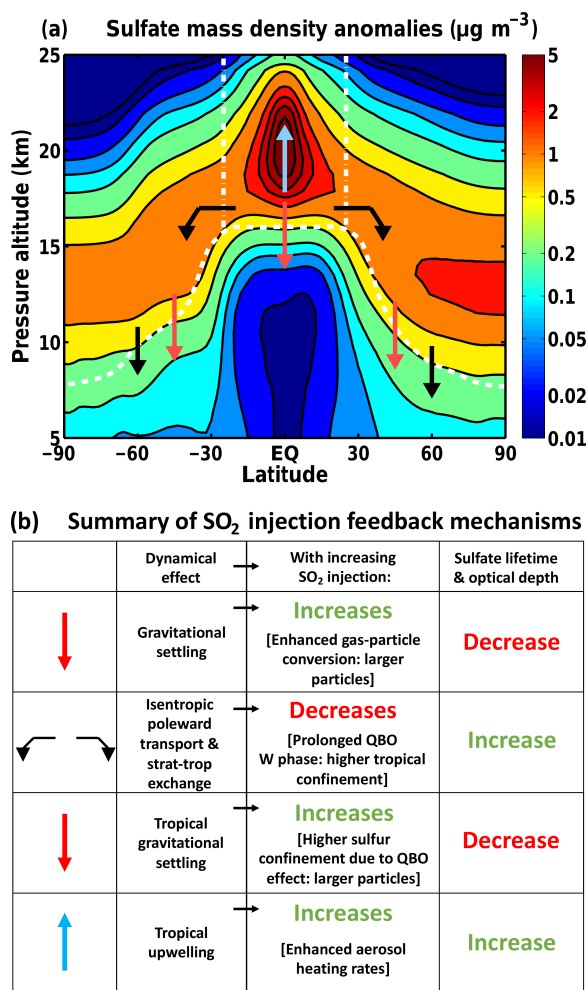 (a) Sulfate mass density anomalies (µg m⁻³)
Pressure altitude (km)
25
20
15
10
5
−90 −60 −30 EQ 30 60 90
Latitude
5
2
1
0.5
0.2
0.1
0.05
0.02
0.01
(b) Summary of SO₂ injection feedback mechanisms
Dynamical
effect
With increasing
SO₂ injection:
Sulfate lifetime
& optical depth
Gravitational
settling
Increases
[Enhanced gas-particle
conversion: larger
particles]
Decrease
Isentropic
poleward
transport &
strat-trop
exchange
Decreases
[Prolonged QBO
W phase: higher tropical
confinement]
Increase
Tropical
gravitational
settling
Increases
[Higher sulfur
confinement due to QBO
effect: larger particles]
Decrease
Tropical
upwelling
Increases
[Enhanced aerosol
heating rates]
Increase